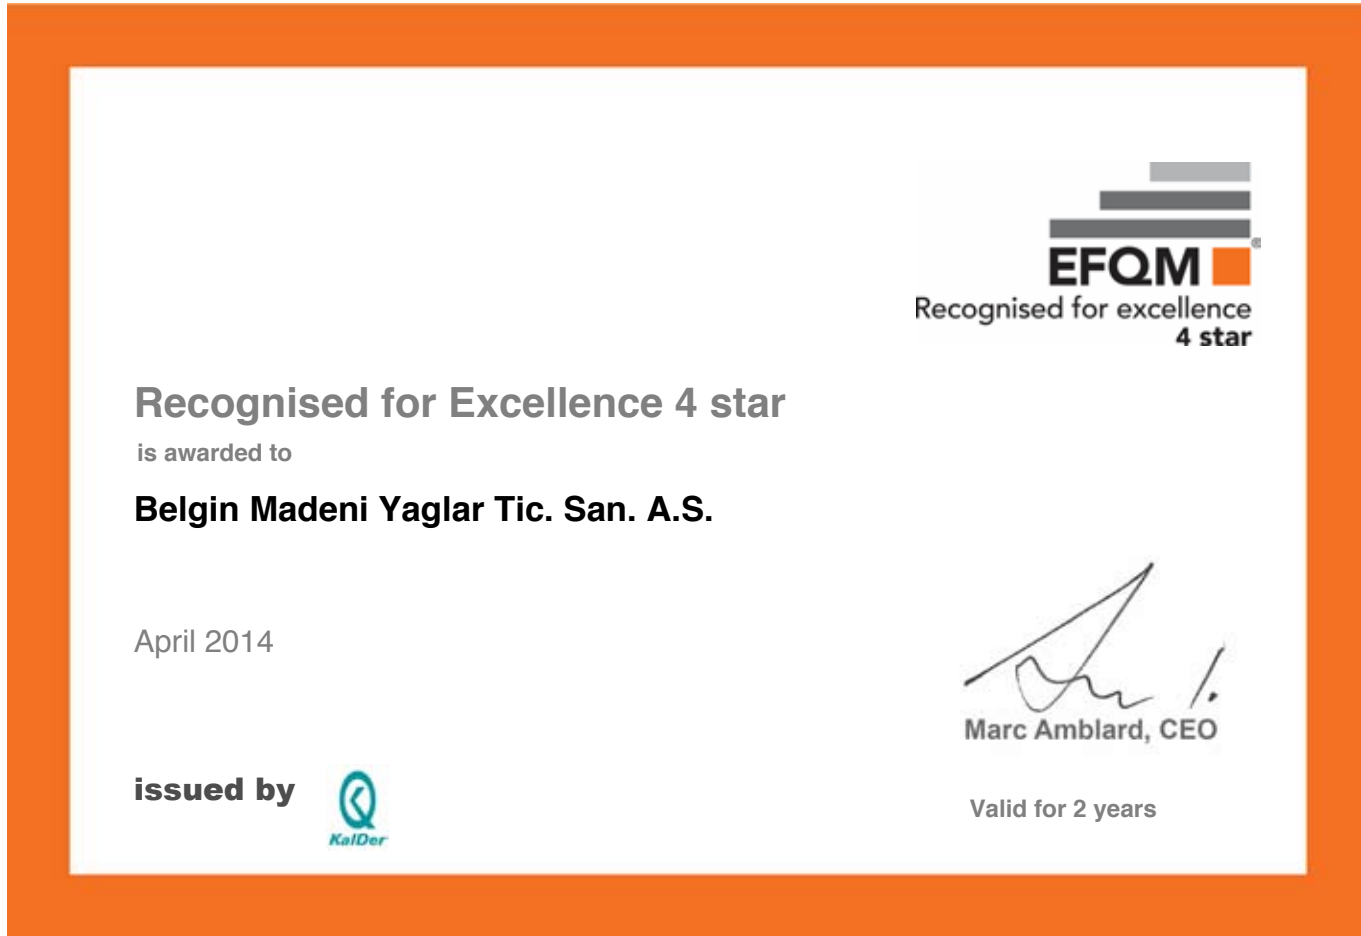 EFQM ®
Recognised for excellence
4 star
Recognised for Excellence 4 star
is awarded to
Belgin Madeni Yaglar Tic. San. A.S.
April 2014
Marc Amblard, CEO
issued by
KalDer
Valid for 2 years